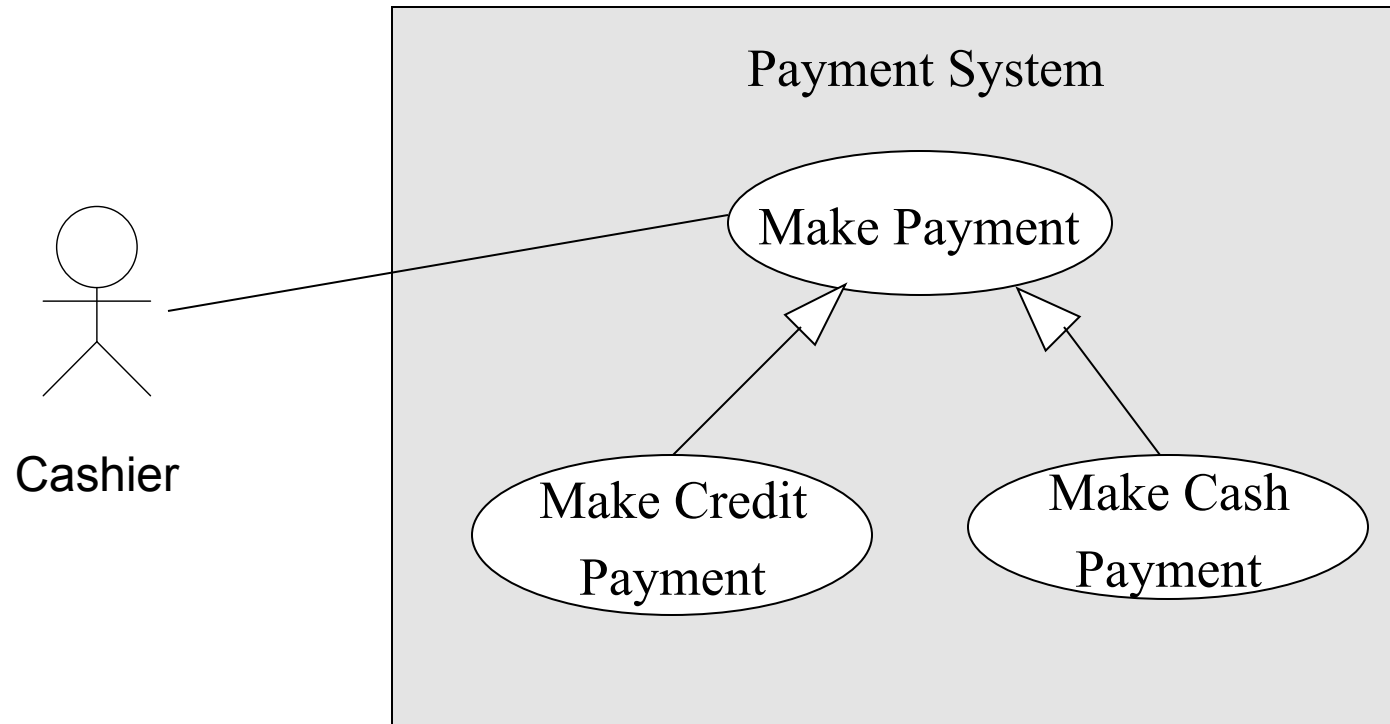 Payment System
Make Payment
Cashier
Make Credit
Payment
Make Cash
Payment